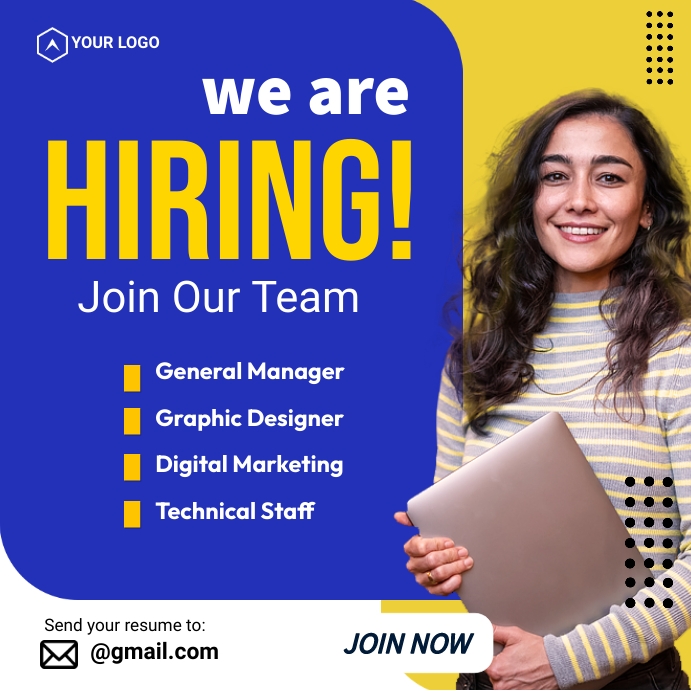 YOUR LOGO
we are
HIRING!
Join Our Team
General Manager
Graphic Designer
Digital Marketing
Technical Staff
Send your resume to:
@gmail.com
JOIN NOW